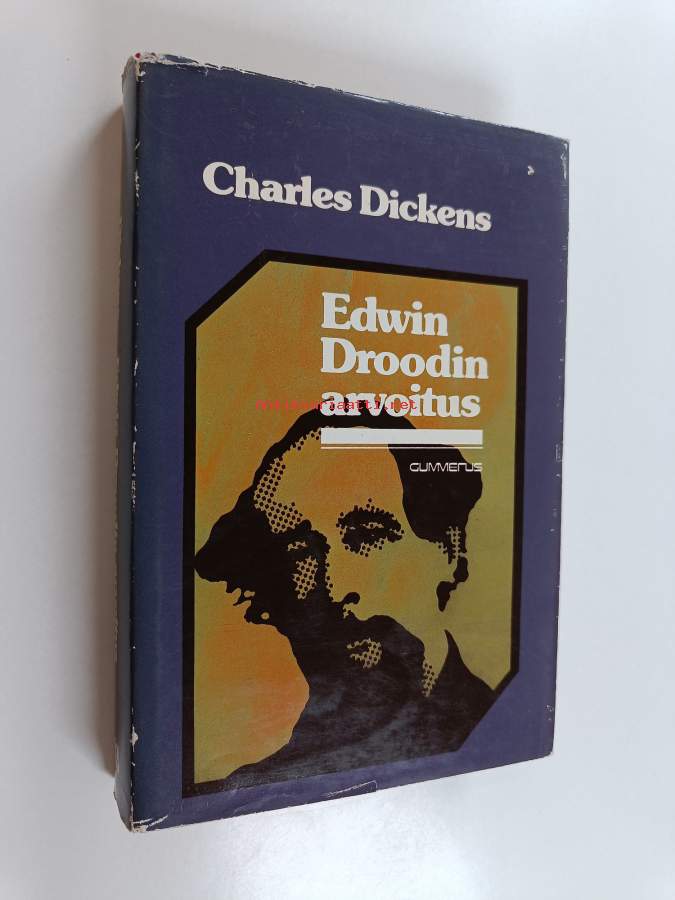 Charles Dickens
Edwin
Droodin
arvoitus
GUMMERUS